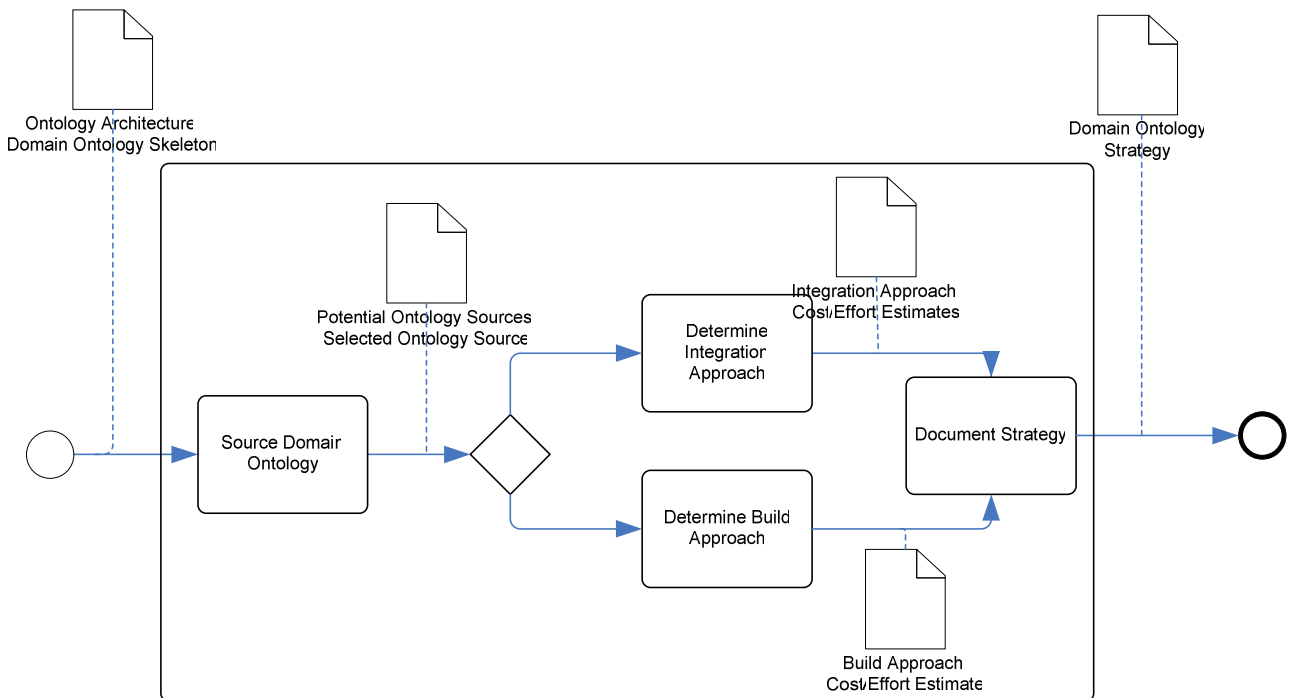 Ontology Architecture
Domain Ontology Skeleton
Domain Ontology
Strategy
Potential Ontology Sources
Selected Ontology Source
Integration Approach
Cost/Effort Estimates
Determine
Integration
Approach
Source Domain
Ontology
Document Strategy
Determine Build
Approach
Build Approach
Cost/Effort Estimate